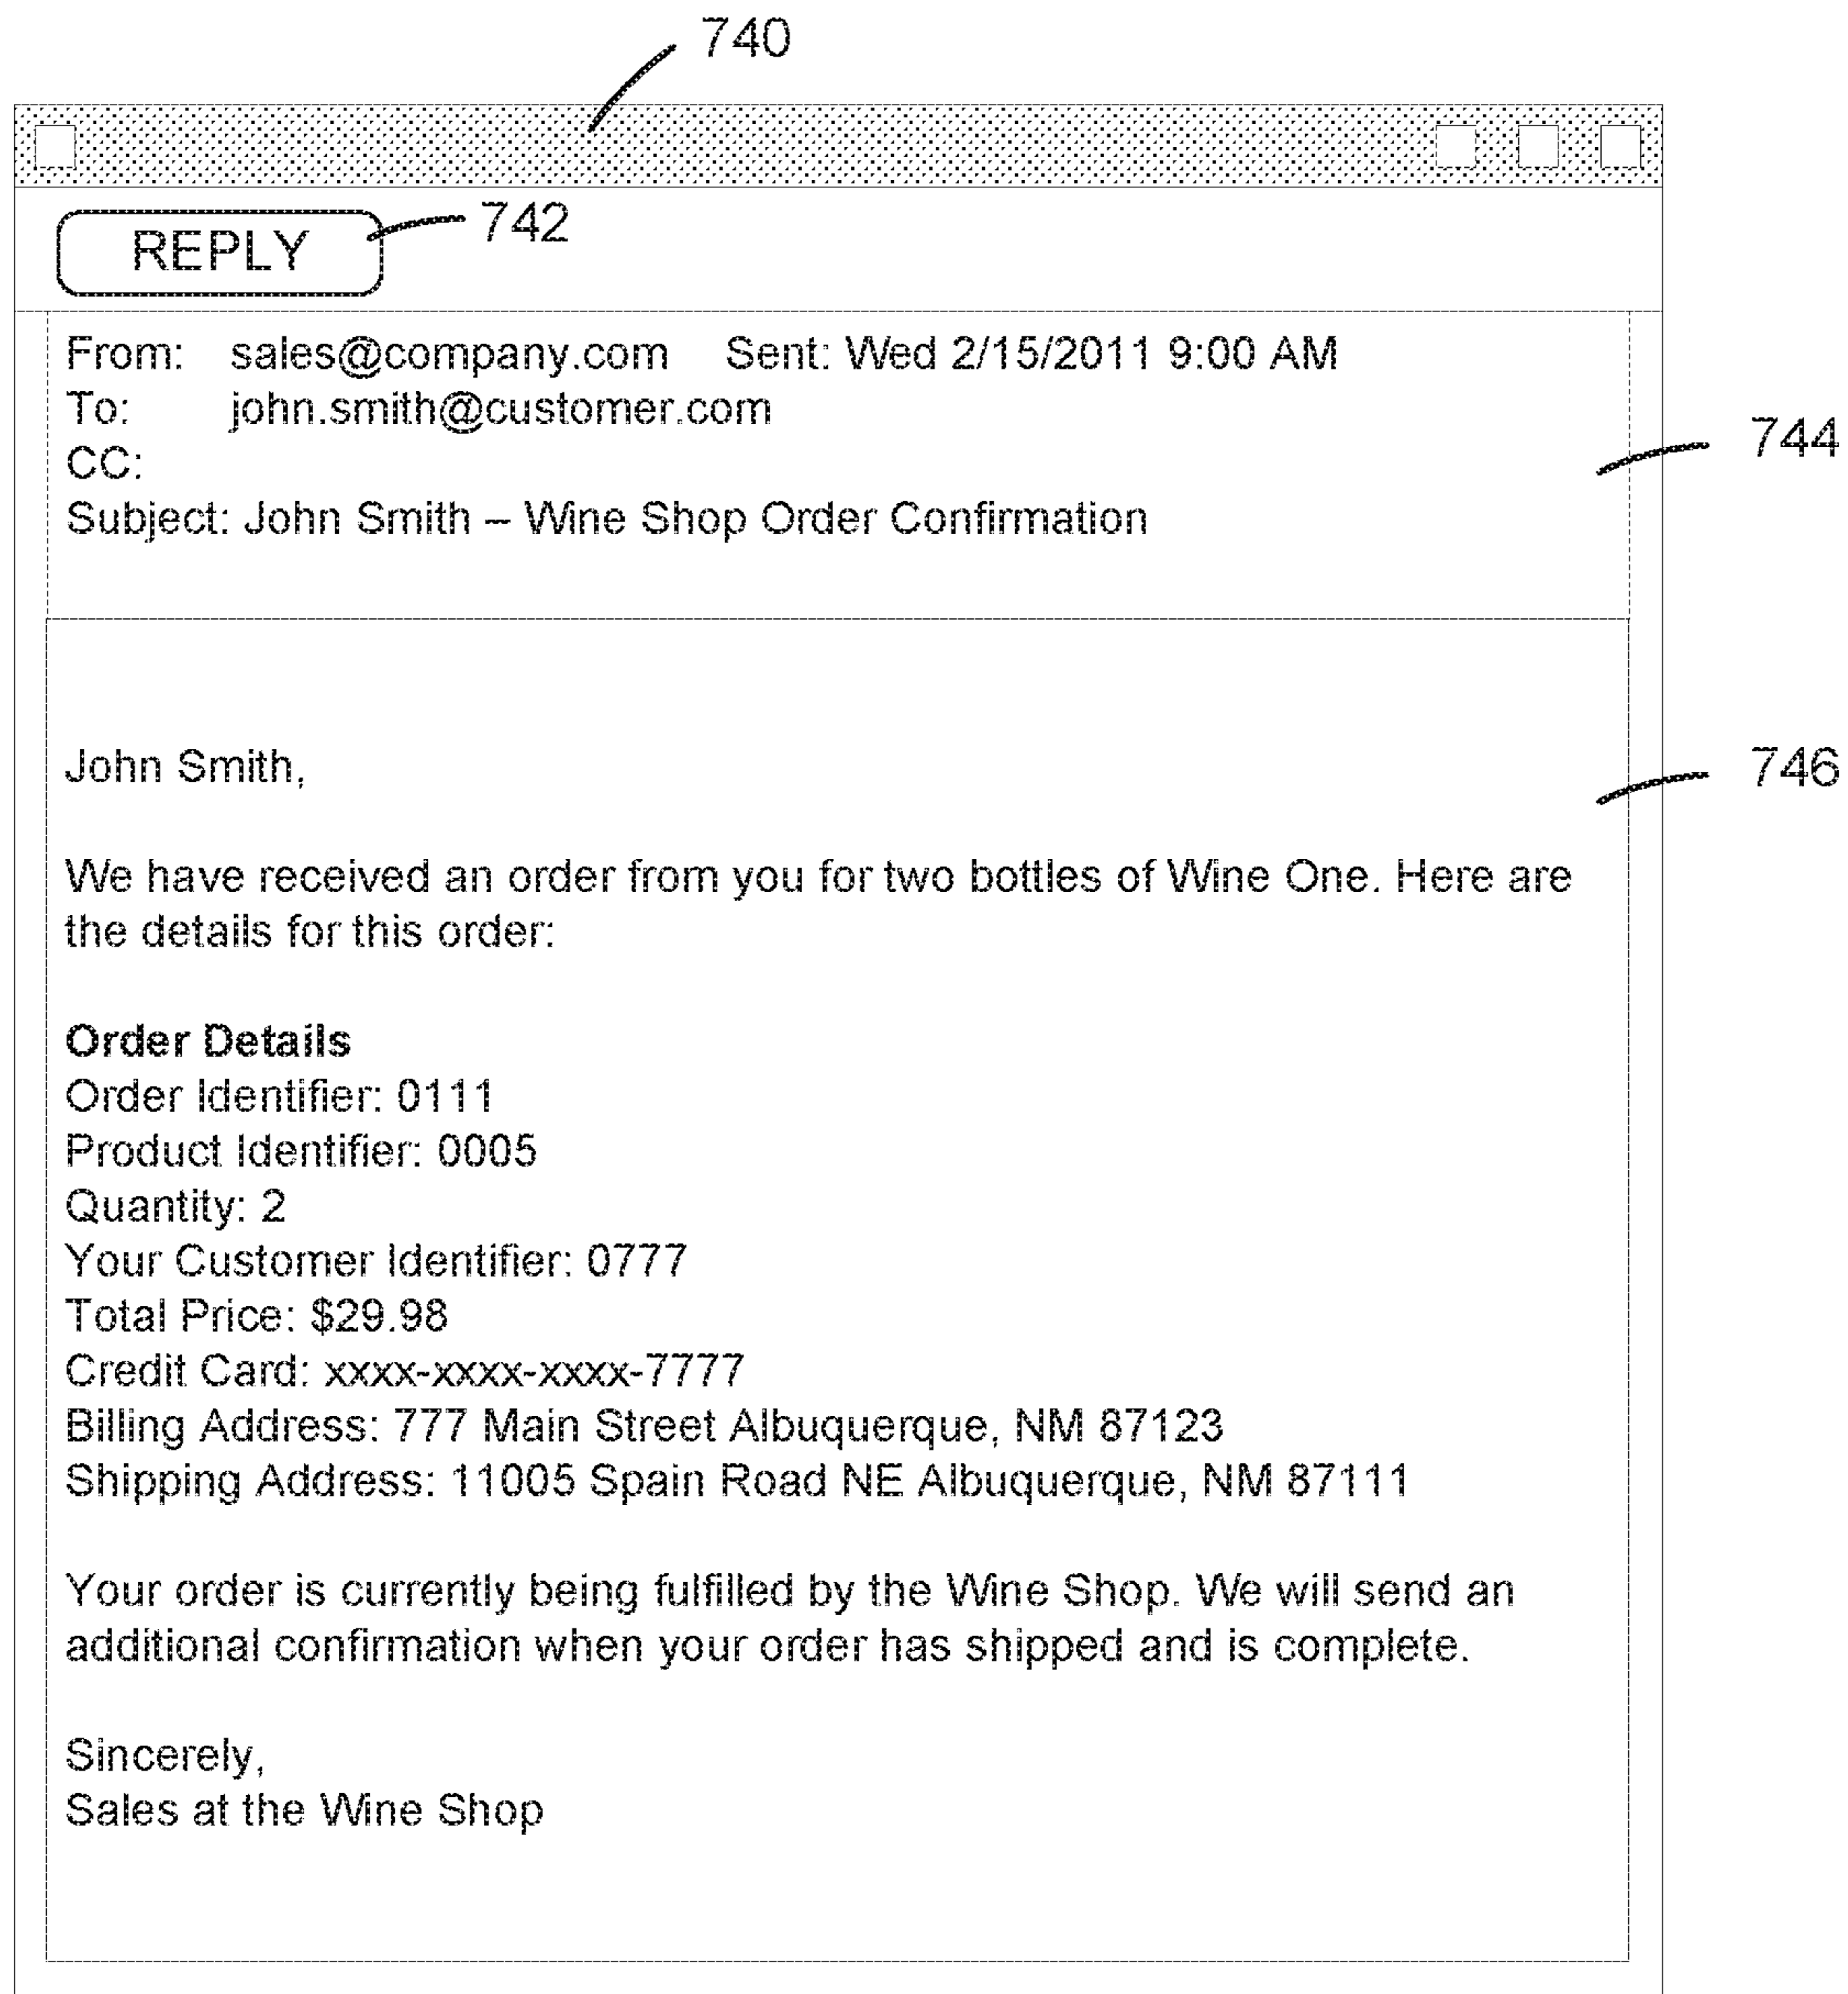 740
REPLY
742
From: sales@company.com Sent: Wed 2/15/2011 9:00 AM
To: john.smith@customer.com
CC:
Subject: John Smith – Wine Shop Order Confirmation
744
John Smith,
746
We have received an order from you for two bottles of Wine One. Here are
the details for this order:
Order Details
Order Identifier: 0111
Product Identifier: 0005
Quantity: 2
Your Customer Identifier: 0777
Total Price: $29.98
Credit Card: xxxx-xxxx-xxxx-7777
Billing Address: 777 Main Street Albuquerque, NM 87123
Shipping Address: 11005 Spain Road NE Albuquerque, NM 87111
Your order is currently being fulfilled by the Wine Shop. We will send an
additional confirmation when your order has shipped and is complete.
Sincerely,
Sales at the Wine Shop